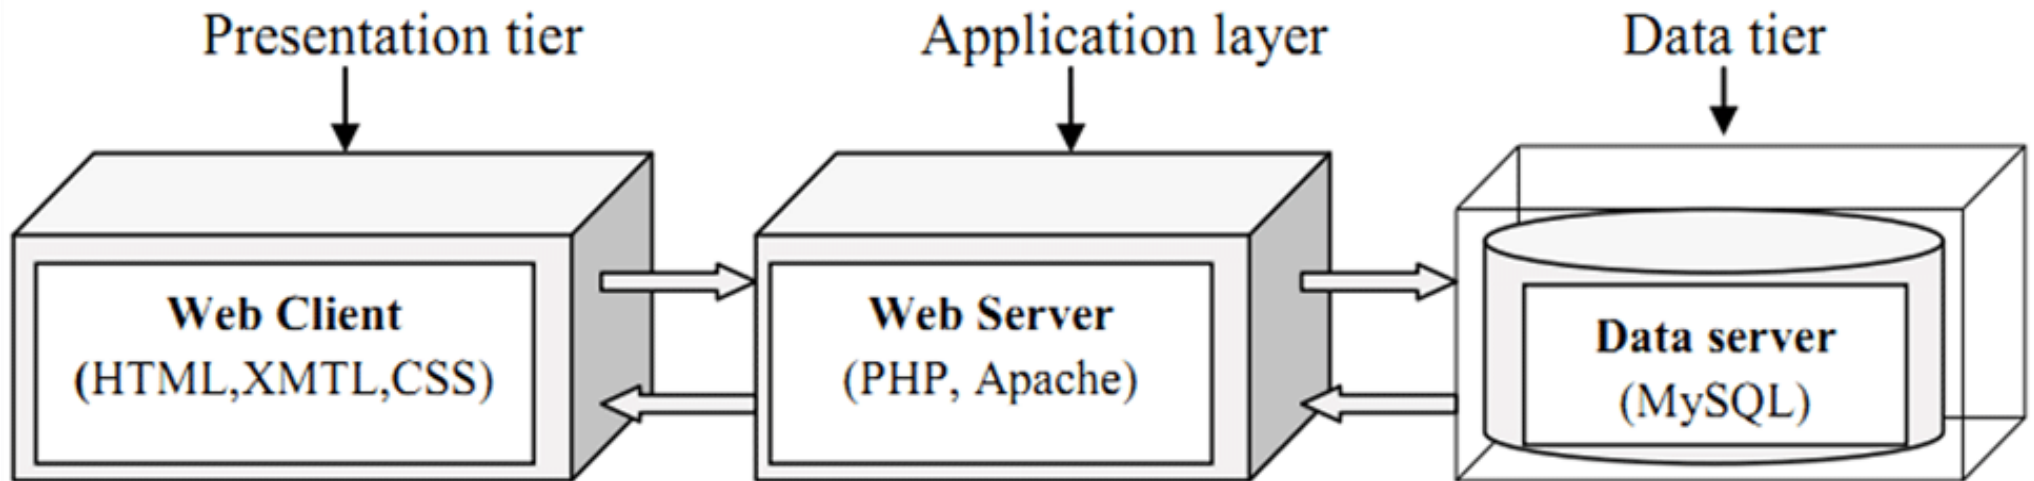 Presentation tier
Application layer
Data tier
Web Client
(HTML,XMTL,CSS)
Web Server
(PHP, Apache)
Data server
(MySQL)